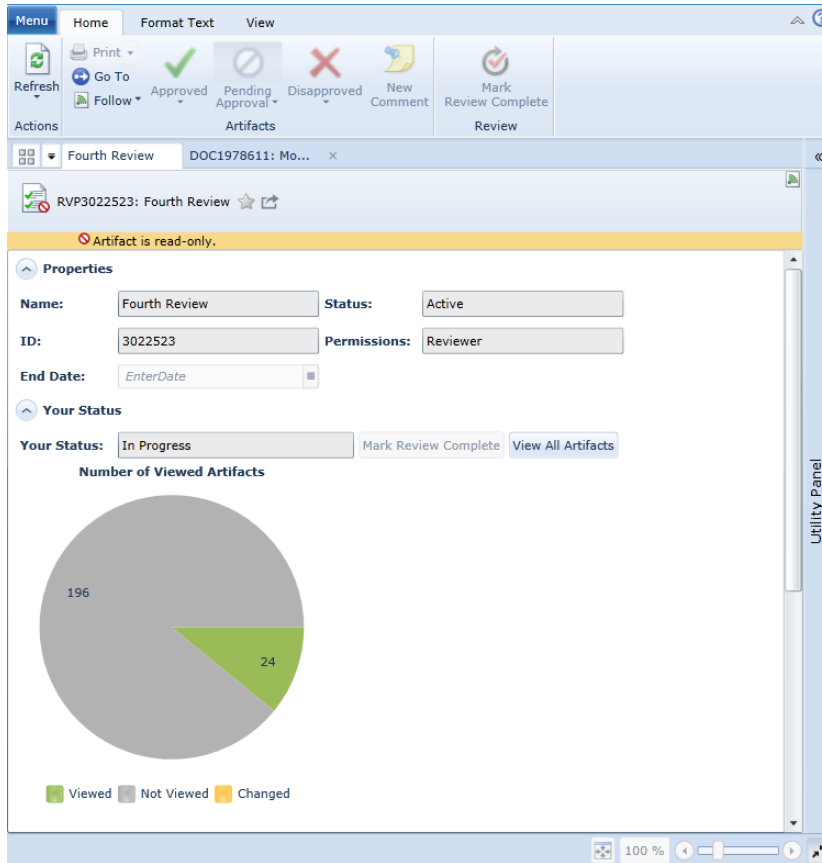 Menu Home Format Text View
Refresh
Print
Go To
Follow
Approved
Pending Approval
Disapproved
New Comment
Mark Review Complete
Actions Artifacts Review
Fourth Review DOC1978611: Mo... ×
RVP3022523: Fourth Review
Artifact is read-only.
Properties
Name: Fourth Review Status: Active
ID: 3022523 Permissions: Reviewer
End Date: EnterDate
Your Status
Your Status: In Progress Mark Review Complete View All Artifacts
Number of Viewed Artifacts
196
24
Viewed Not Viewed Changed
Utility Panel
100 %